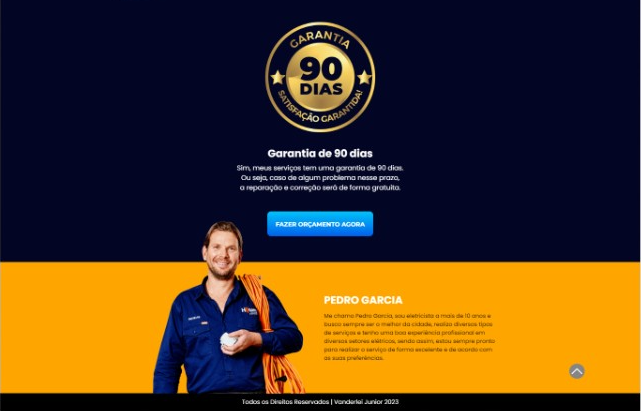 GARANTIA
90
DIAS
SATISFAÇÃO GARANTIDA!
Garantia de 90 dias
Sim, meus serviços tem uma garantia de 90 dias.
Ou seja, caso de algum problema nesse prazo,
a reparação e correção será de forma gratuita.
FAZER ORÇAMENTO AGORA
PEDRO GARCIA
Me chamo Pedro Garcia, sou eletricista a mais de 10 anos e
busco sempre ser o melhor da cidade, realizo diversos tipos
de serviços e tenho uma boa experiência profissional em
diversos setores elétricos, sendo assim, estou sempre pronto
para realizar o serviço de forma excelente e de acordo com
as suas preferências.
Todos os Direitos Reservados | Vanderlei Junior 2023